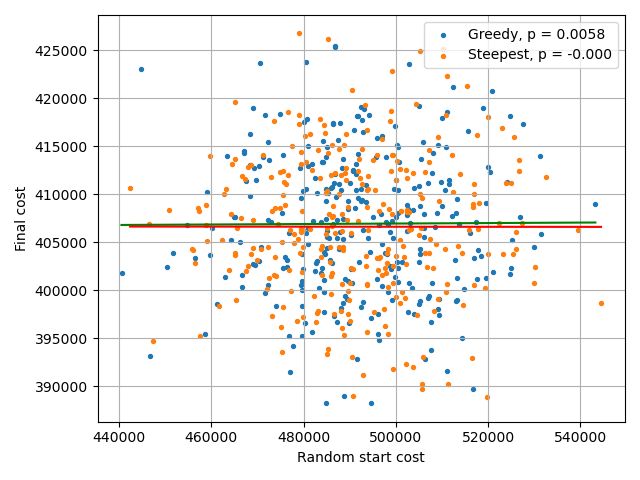 Greedy, p = 0.0058
Steepest, p = -0.000
425000
420000
415000
410000
405000
400000
395000
390000
Final cost
440000 460000 480000 500000 520000 540000
Random start cost